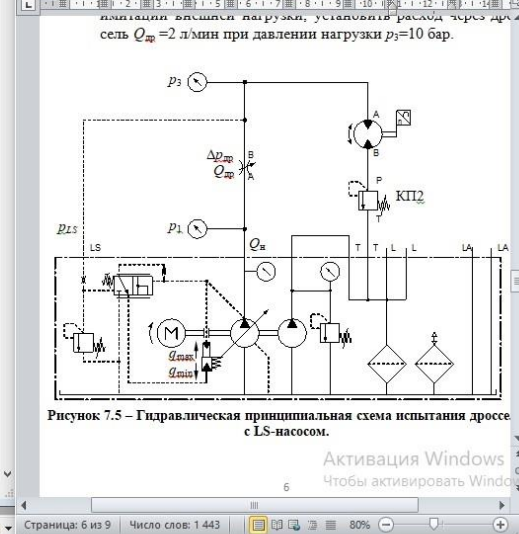 имитации внешней нагрузки, установить расход через дрос
сель Qдр =2 л/мин при давлении нагрузки p3=10 бар.
p3
A
Δpдр
B
Qдр
A
B
P
КП2
T
p1
pLS
Qн
LS
T T L L LA LA
M
qmax
qmin
Рисунок 7.5 – Гидравлическая принципиальная схема испытания дроссел
с LS-насосом.
Активация Windows
Чтобы активировать Windo
6
Страница: 6 из 9 Число слов: 1 443 80%